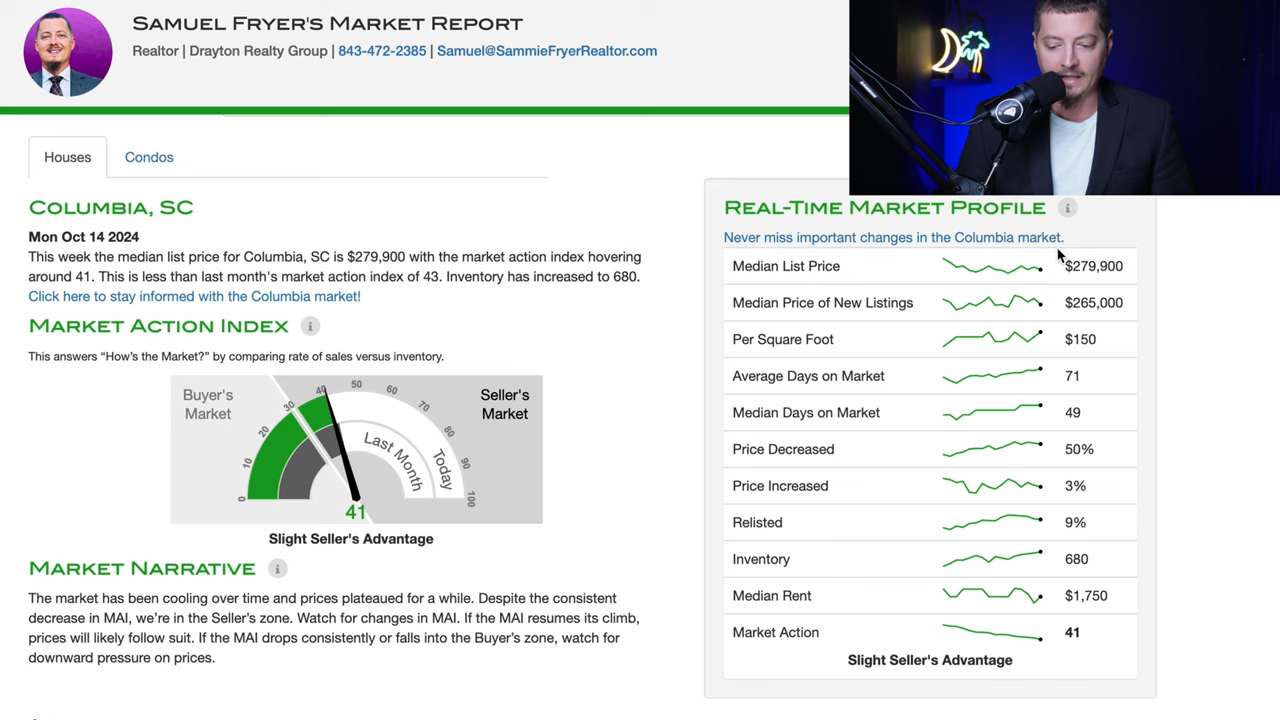 SAMUEL FRYER'S MARKET REPORT
Realtor | Drayton Realty Group | 843-472-2385 | Samuel@SammieFryerRealtor.com
Houses
Condos
COLUMBIA, SC
Mon Oct 14 2024
This week the median list price for Columbia, SC is $279,900 with the market action index hovering
around 41. This is less than last month's market action index of 43. Inventory has increased to 680.
Click here to stay informed with the Columbia market!
MARKET ACTION INDEX i
This answers “How's the Market?” by comparing rate of sales versus inventory.
Buyer's
Market
Seller's
Market
0
10
20
30
40
50
60
70
80
90
100
Last Month
Today
41
Slight Seller's Advantage
MARKET NARRATIVE i
The market has been cooling over time and prices plateaued for a while. Despite the consistent
decrease in MAI, we’re in the Seller’s zone. Watch for changes in MAI. If the MAI resumes its climb,
prices will likely follow suit. If the MAI drops consistently or falls into the Buyer’s zone, watch for
downward pressure on prices.
REAL-TIME MARKET PROFILE i
Never miss important changes in the Columbia market.
Median List Price $279,900
Median Price of New Listings $265,000
Per Square Foot $150
Average Days on Market 71
Median Days on Market 49
Price Decreased 50%
Price Increased 3%
Relisted 9%
Inventory 680
Median Rent $1,750
Market Action 41
Slight Seller's Advantage